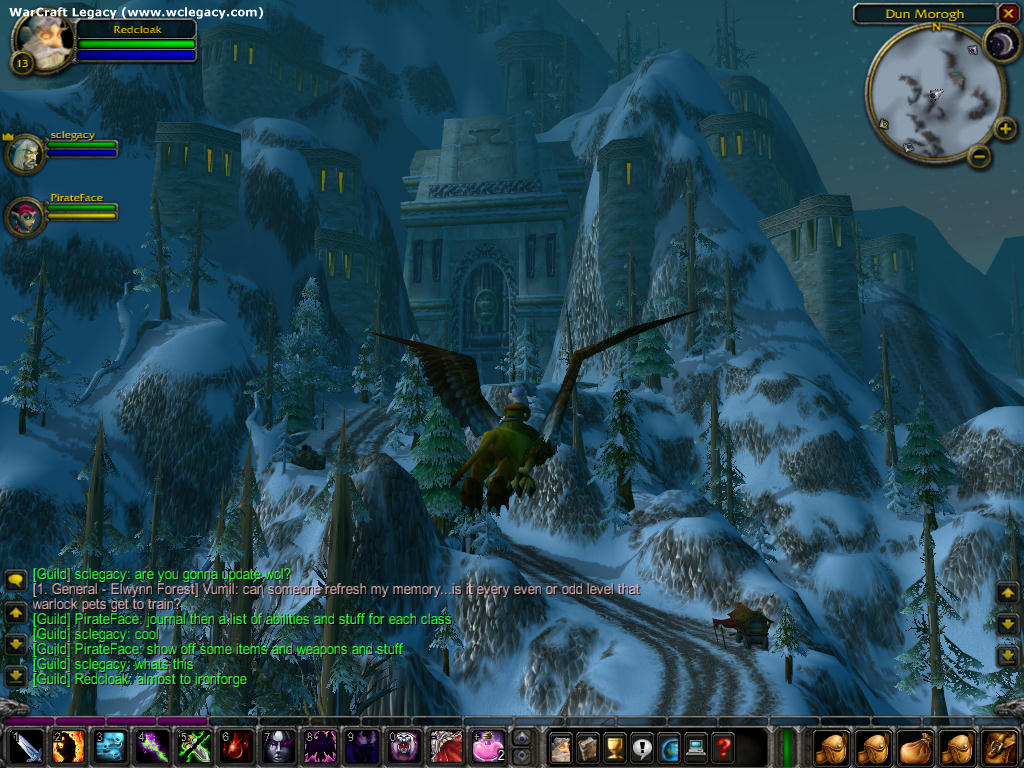 WarCraft Legacy (www.wclegacy.com)
Redcloak
13
sclegacy
PirateFace
Dun Morogh
N
[Guild] sclegacy: are you gonna update wcl?
[1. General - Elwynn Forest] Vumil: can someone refresh my memory...is it every even or odd level that
warlock pets get to train?
[Guild] PirateFace: journal then a list of abilities and stuff for each class
[Guild] sclegacy: cool
[Guild] PirateFace: show off some items and weapons and stuff
[Guild] sclegacy: whats this
[Guild] Redcloak: almost to ironforge
1 2 3 4 5 6 7 8 9 0 - = 2